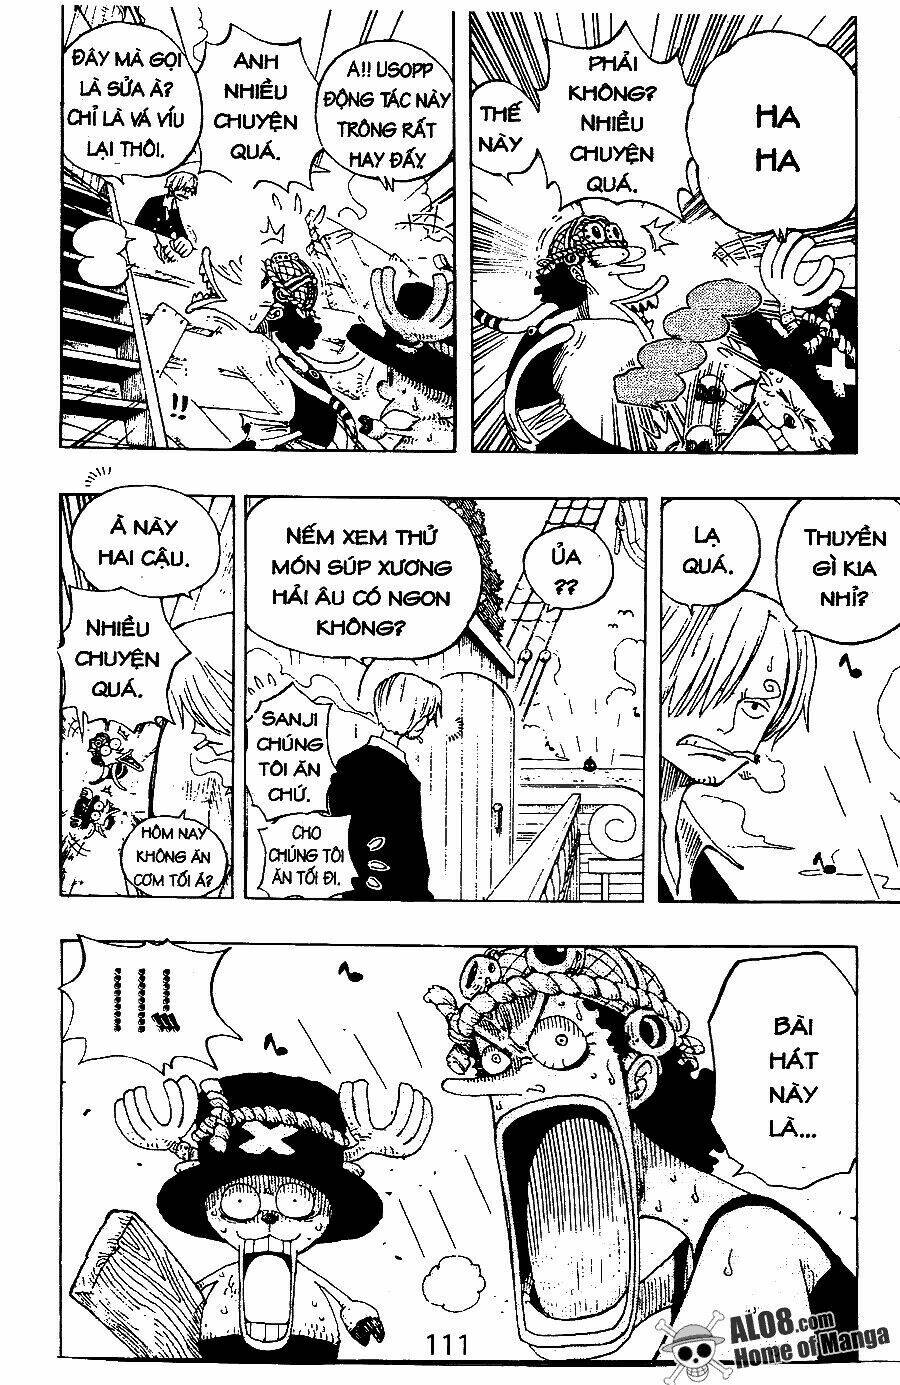 HA
HA
PHẢI
KHÔNG?
NHIỀU
CHUYỆN
QUÁ.
THẾ
NÀY
A!! USOPP
ĐỘNG TÁC NÀY
TRÔNG RẤT
HAY ĐẤY.
ANH
NHIỀU
CHUYỆN
QUÁ.
ĐÂY MÀ GỌI
LÀ SỬA À?
CHỈ LÀ VÁ VÍU
LẠI THÔI.
!!
THUYỀN
GÌ KIA
NHỈ?
LẠ
QUÁ.
ỦA
??
NẾM XEM THỬ
MÓN SÚP XƯƠNG
HẢI ÂU CÓ NGON
KHÔNG?
SANJI
CHÚNG
TÔI ĂN
CHỨ.
CHO
CHÚNG TÔI
ĂN TỐI ĐI.
À NÀY
HAI CẬU.
NHIỀU
CHUYỆN
QUÁ.
HÔM NAY
KHÔNG ĂN
CƠM TỐI Á?
BÀI
HÁT
NÀY
LÀ...
111
AL08.com
Home of Manga